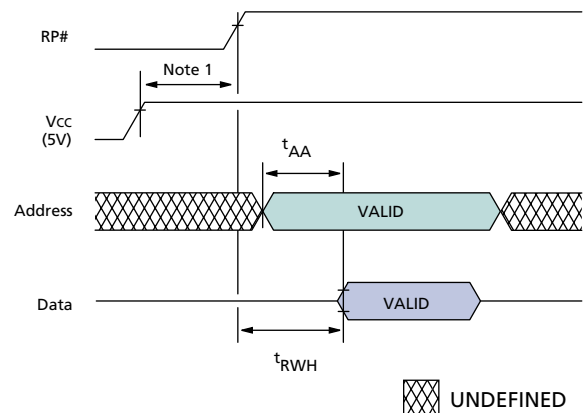 RP#
Note 1
VCC
(5V)
tAA
Address
VALID
Data
VALID
tRWH
UNDEFINED